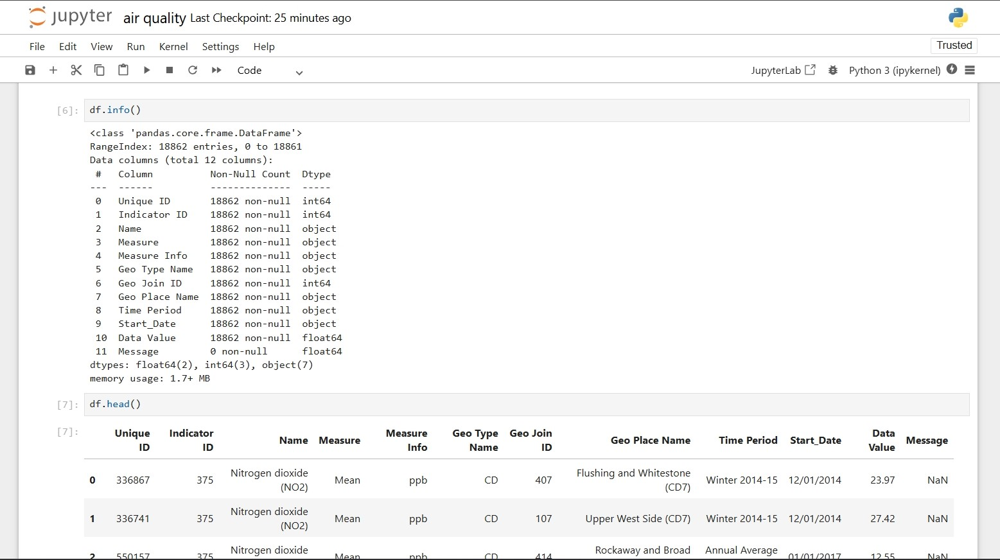 jupyter air quality Last Checkpoint: 25 minutes ago
File Edit View Run Kernel Settings Help Trusted
Code JupyterLab Python 3 (ipykernel)
[6]: df.info()
<class 'pandas.core.frame.DataFrame'>
RangeIndex: 18862 entries, 0 to 18861
Data columns (total 12 columns):
# Column Non-Null Count Dtype
--- ------ -------------- -----
0 Unique ID 18862 non-null int64
1 Indicator ID 18862 non-null int64
2 Name 18862 non-null object
3 Measure 18862 non-null object
4 Measure Info 18862 non-null object
5 Geo Type Name 18862 non-null object
6 Geo Join ID 18862 non-null int64
7 Geo Place Name 18862 non-null object
8 Time Period 18862 non-null object
9 Start_Date 18862 non-null object
10 Data Value 18862 non-null float64
11 Message 0 non-null float64
dtypes: float64(2), int64(3), object(7)
memory usage: 1.7+ MB
[7]: df.head()
[7]:
Unique Indicator Measure Geo Type Geo Join Data
ID ID Name Measure Info Name ID Geo Place Name Time Period Start_Date Value Message
Nitrogen dioxide Flushing and Whitestone
0 336867 375 (NO2) Mean ppb CD 407 (CD7) Winter 2014-15 12/01/2014 23.97 NaN
Nitrogen dioxide
1 336741 375 (NO2) Mean ppb CD 107 Upper West Side (CD7) Winter 2014-15 12/01/2014 27.42 NaN
Nitrogen dioxide Rockaway and Broad Annual Average
2 550157 375 Mean ppb CD 414 01/01/2017 12.55 NaN